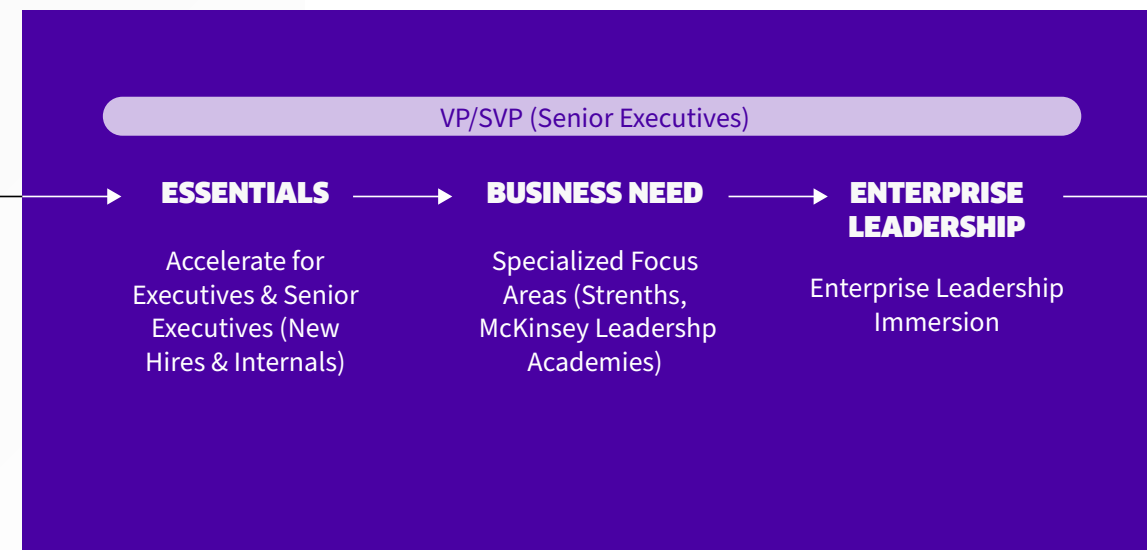 VP/SVP (Senior Executives)
ESSENTIALS
Accelerate for
Executives & Senior
Executives (New
Hires & Internals)
BUSINESS NEED
Specialized Focus
Areas (Strenths,
McKinsey Leadershp
Academies)
ENTERPRISE
LEADERSHIP
Enterprise Leadership
Immersion